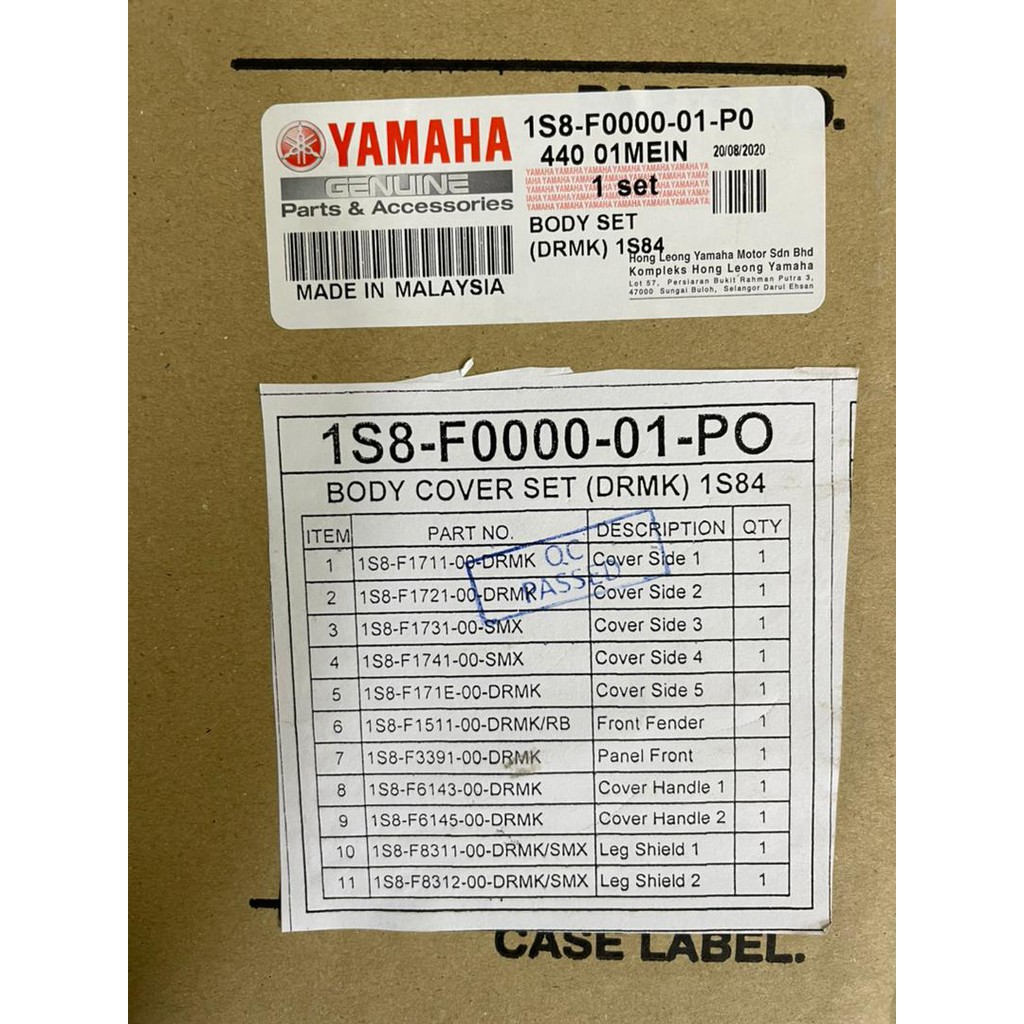 YAMAHA
GENUINE
Parts & Accessories
MADE IN MALAYSIA
1S8-F0000-01-P0
440 01MEIN
20/08/2020
1 set
BODY SET
(DRMK) 1S84
Hong Leong Yamaha Motor Sdn Bhd
Kompleks Hong Leong Yamaha
Lot 57, Persiaran Bukit Rahman Putra 3,
47000 Sungai Buloh, Selangor Darul Ehsan
1S8-F0000-01-PO
BODY COVER SET (DRMK) 1S84
ITEM PART NO. DESCRIPTION QTY
1 1S8-F1711-00-DRMK Cover Side 1 1
2 1S8-F1721-00-DRMK Cover Side 2 1
3 1S8-F1731-00-SMX Cover Side 3 1
4 1S8-F1741-00-SMX Cover Side 4 1
5 1S8-F171E-00-DRMK Cover Side 5 1
6 1S8-F1511-00-DRMK/RB Front Fender 1
7 1S8-F3391-00-DRMK Panel Front 1
8 1S8-F6143-00-DRMK Cover Handle 1 1
9 1S8-F6145-00-DRMK Cover Handle 2 1
10 1S8-F8311-00-DRMK/SMX Leg Shield 1 1
11 1S8-F8312-00-DRMK/SMX Leg Shield 2 1
QC
PASSED
CASE LABEL.